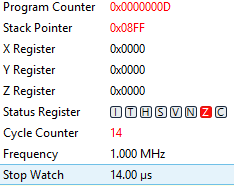 Program Counter 0x0000000D
Stack Pointer 0x08FF
X Register 0x0000
Y Register 0x0000
Z Register 0x0000
Status Register I T H S V N Z C
Cycle Counter 14
Frequency 1.000 MHz
Stop Watch 14.00 µs